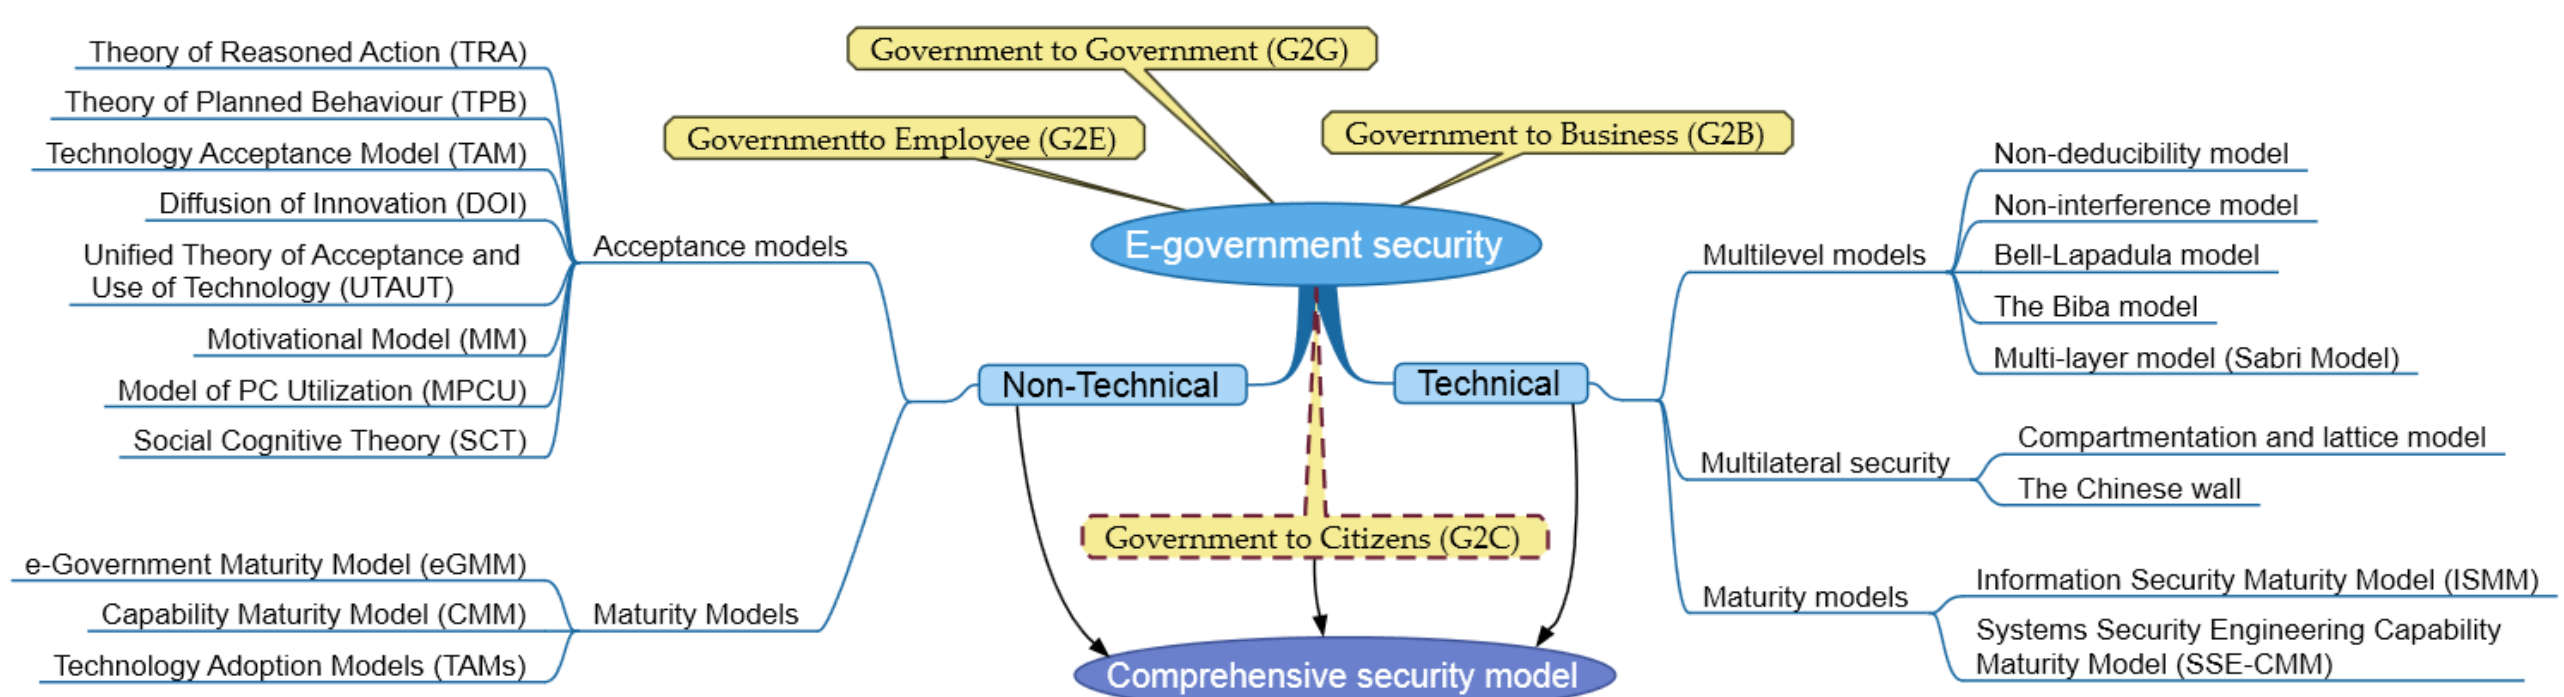 Theory of Reasoned Action (TRA)
Theory of Planned Behaviour (TPB)
Technology Acceptance Model (TAM)
Diffusion of Innovation (DOI)
Unified Theory of Acceptance and
Use of Technology (UTAUT)
Motivational Model (MM)
Model of PC Utilization (MPCU)
Social Cognitive Theory (SCT)
Acceptance models
e-Government Maturity Model (eGMM)
Capability Maturity Model (CMM)
Technology Adoption Models (TAMs)
Maturity Models
Non-Technical
Government to Government (G2G)
Governmentto Employee (G2E)
Government to Business (G2B)
E-government security
Government to Citizens (G2C)
Comprehensive security model
Technical
Multilevel models
Non-deducibility model
Non-interference model
Bell-Lapadula model
The Biba model
Multi-layer model (Sabri Model)
Multilateral security
Compartmentation and lattice model
The Chinese wall
Maturity models
Information Security Maturity Model (ISMM)
Systems Security Engineering Capability
Maturity Model (SSE-CMM)